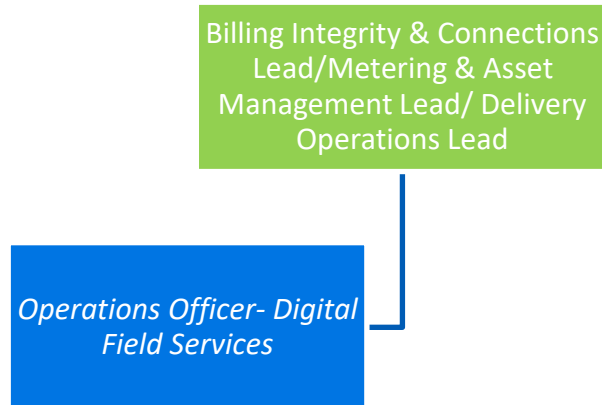 Billing Integrity & Connections
Lead/Metering & Asset
Management Lead/ Delivery
Operations Lead
Operations Officer- Digital
Field Services